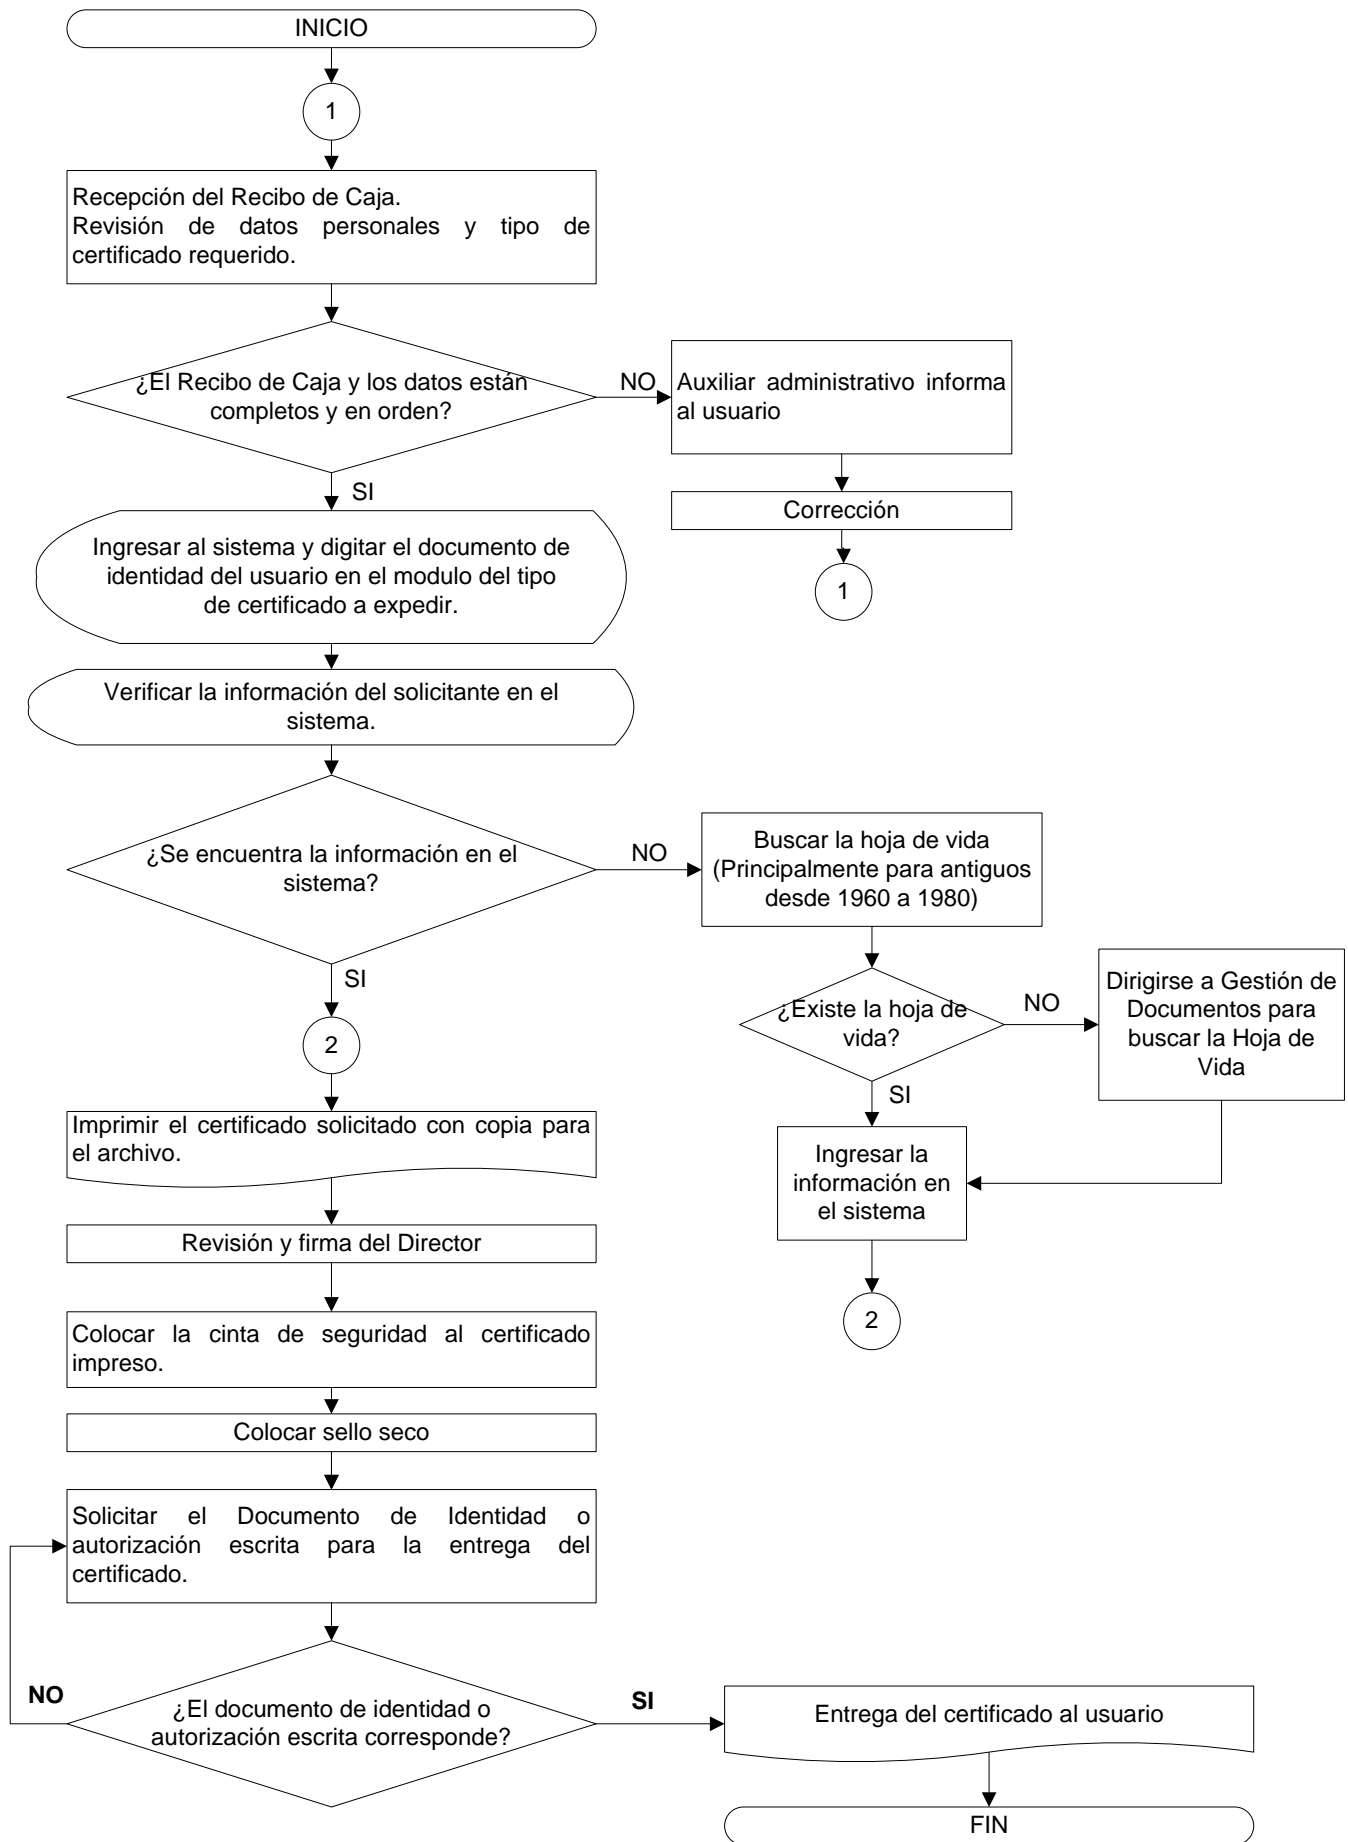 INICIO
1
Recepción del Recibo de Caja.
Revisión de datos personales y tipo de
certificado requerido.
¿El Recibo de Caja y los datos están
completos y en orden?
NO
Auxiliar administrativo informa
al usuario
SI
Corrección
1
Ingresar al sistema y digitar el documento de
identidad del usuario en el modulo del tipo
de certificado a expedir.
Verificar la información del solicitante en el
sistema.
¿Se encuentra la información en el
sistema?
NO
Buscar la hoja de vida
(Principalmente para antiguos
desde 1960 a 1980)
SI
¿Existe la hoja de
vida?
NO
Dirigirse a Gestión de
Documentos para
buscar la Hoja de
Vida
SI
Ingresar la
información en
el sistema
2
2
Imprimir el certificado solicitado con copia para
el archivo.
Revisión y firma del Director
Colocar la cinta de seguridad al certificado
impreso.
Colocar sello seco
Solicitar el Documento de Identidad o
autorización escrita para la entrega del
certificado.
NO
¿El documento de identidad o
autorización escrita corresponde?
SI
Entrega del certificado al usuario
FIN